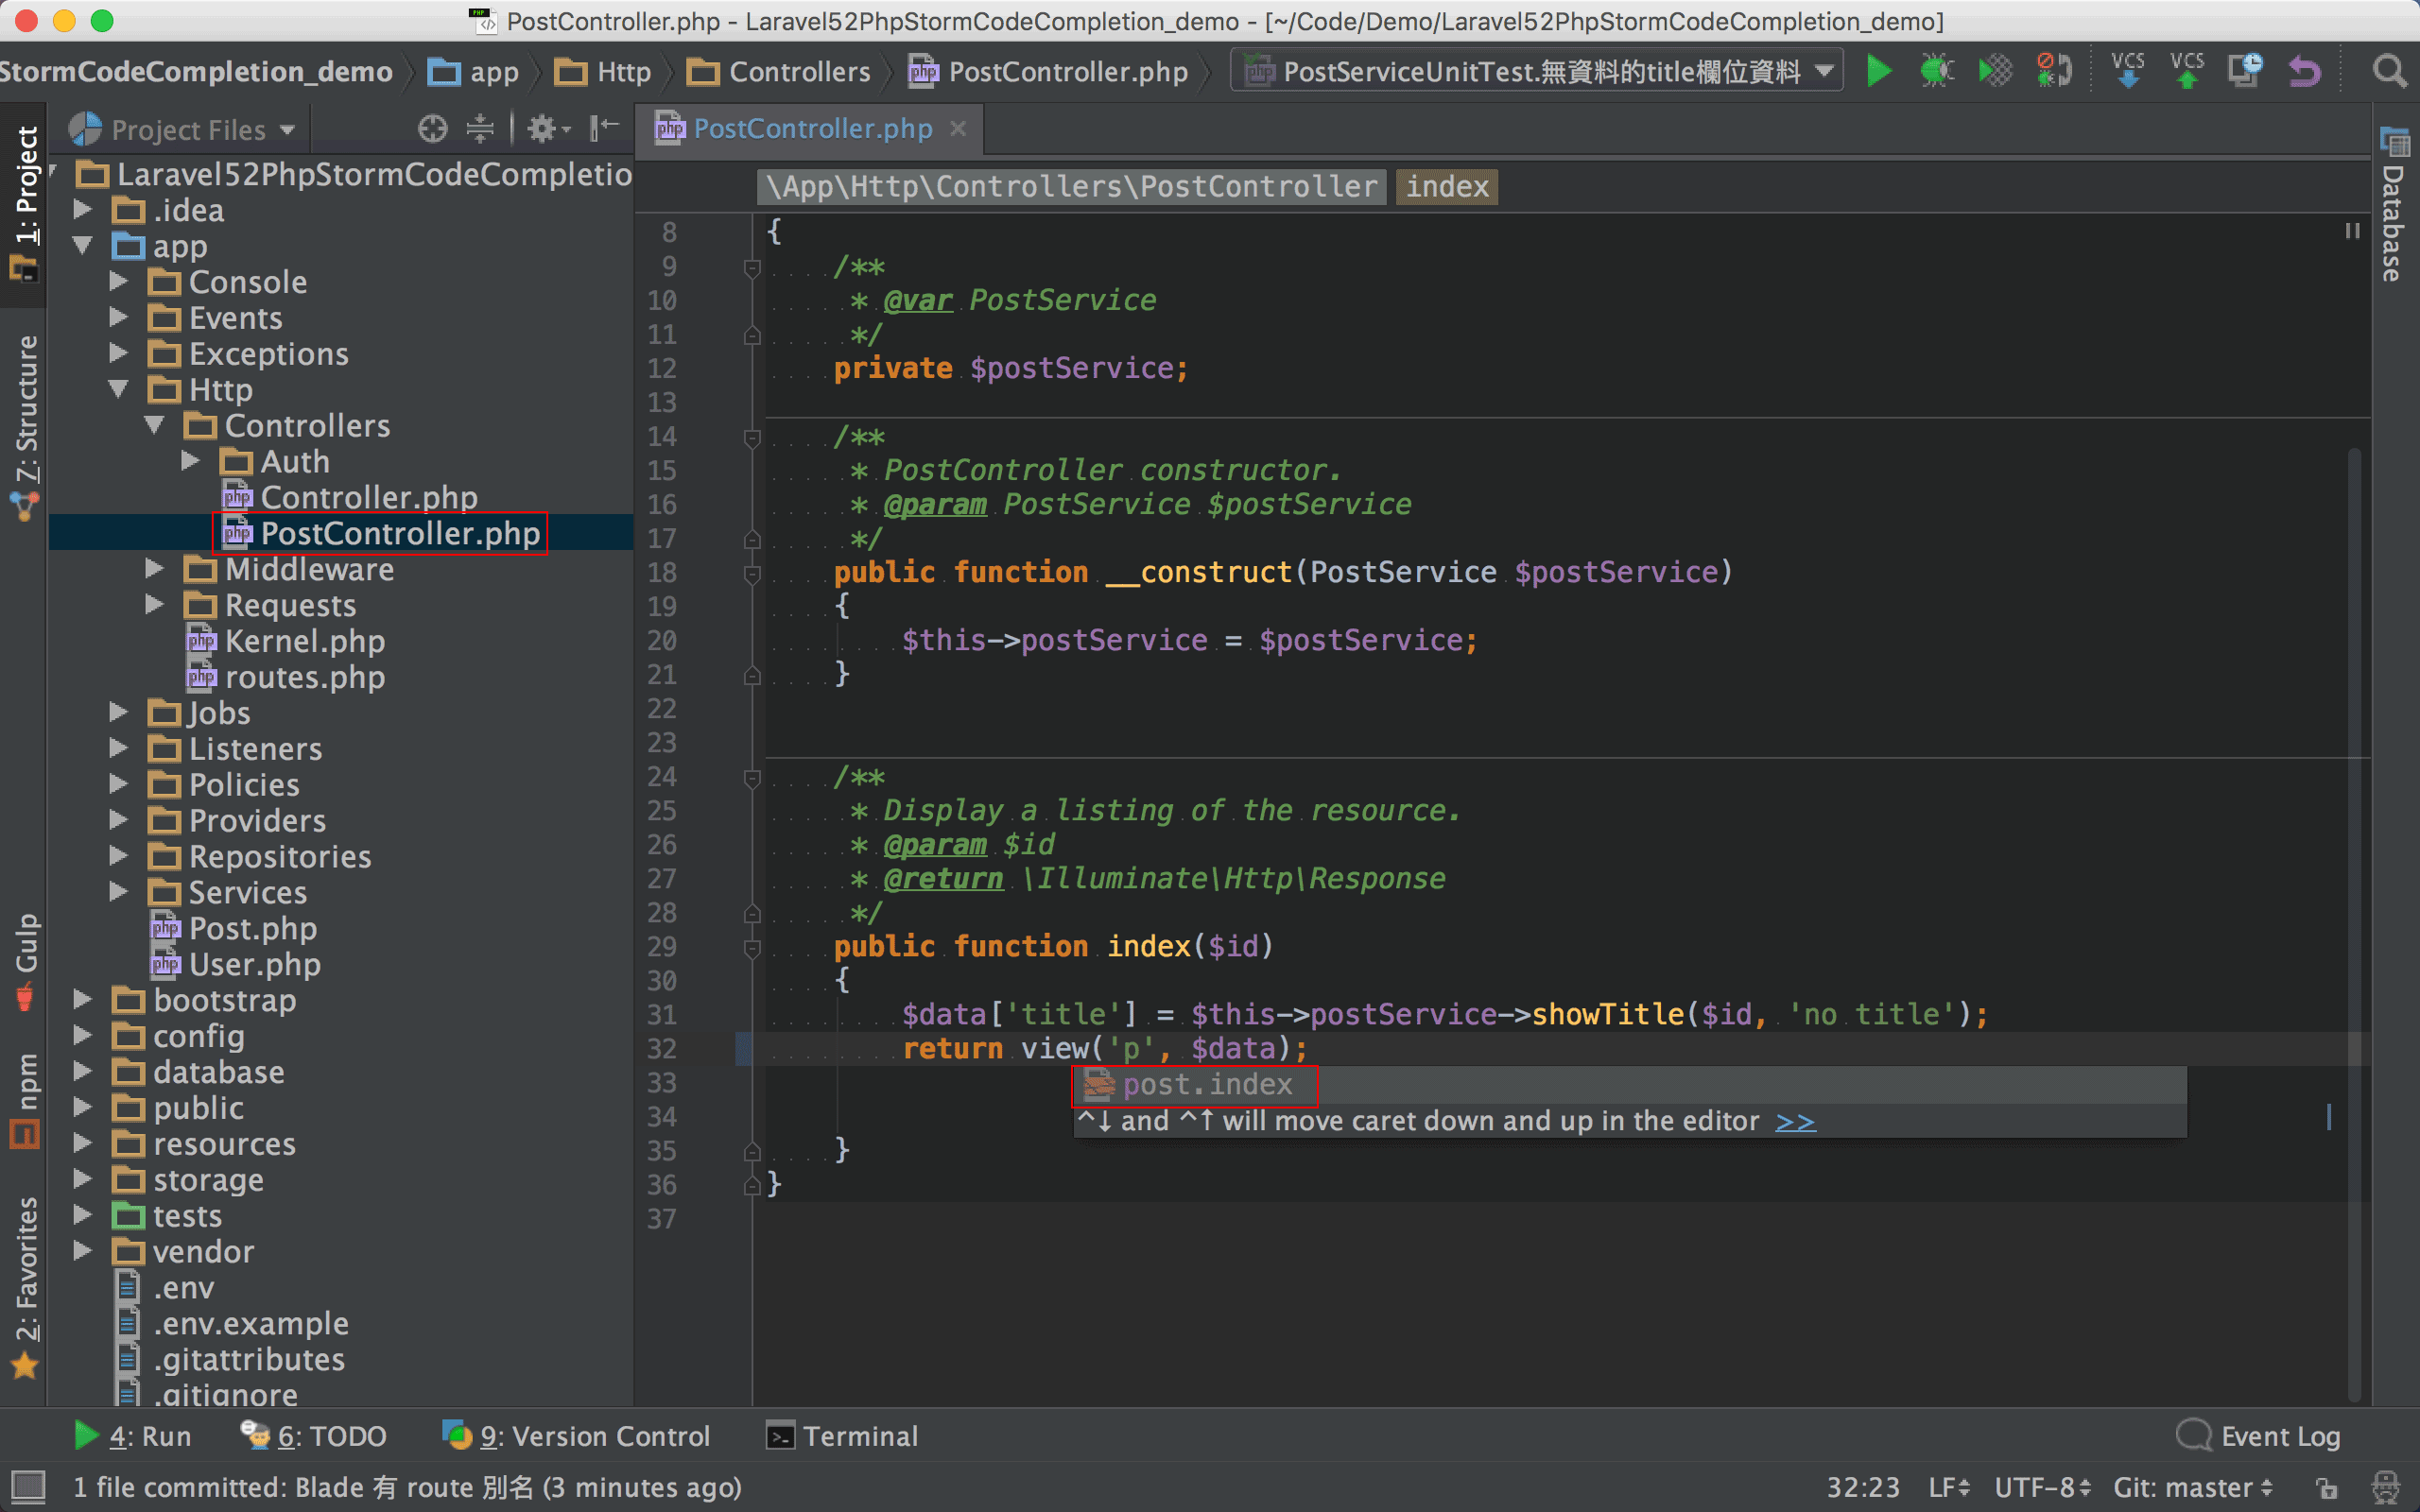 PostController.php - Laravel52PhpStormCodeCompletion_demo - [~/Code/Demo/Laravel52PhpStormCodeCompletion_demo]
StormCodeCompletion_demo app Http Controllers PostController.php PostServiceUnitTest.無資料的title欄位資料 VCS VCS
1: Project
Z: Structure
Gulp
npm
2: Favorites
Project Files
Laravel52PhpStormCodeCompletio
.idea
app
Console
Events
Exceptions
Http
Controllers
Auth
Controller.php
PostController.php
Middleware
Requests
Kernel.php
routes.php
Jobs
Listeners
Policies
Providers
Repositories
Services
Post.php
User.php
bootstrap
config
database
public
resources
storage
tests
vendor
.env
.env.example
.gitattributes
.gitignore
PostController.php
\App\Http\Controllers\PostController index
8 {
9 /**
10 * @var PostService
11 */
12 private $postService;
13
14 /**
15 * PostController constructor.
16 * @param PostService $postService
17 */
18 public function __construct(PostService $postService)
19 {
20 $this->postService = $postService;
21 }
22
23
24 /**
25 * Display a listing of the resource.
26 * @param $id
27 * @return \Illuminate\Http\Response
28 */
29 public function index($id)
30 {
31 $data['title'] = $this->postService->showTitle($id, 'no title');
32 return view('p', $data);
33 post.index
34 ^↓ and ^↑ will move caret down and up in the editor >>
35 }
36 }
37
Database
4: Run 6: TODO 9: Version Control Terminal Event Log
1 file committed: Blade 有 route 別名 (3 minutes ago) 32:23 LF UTF-8 Git: master